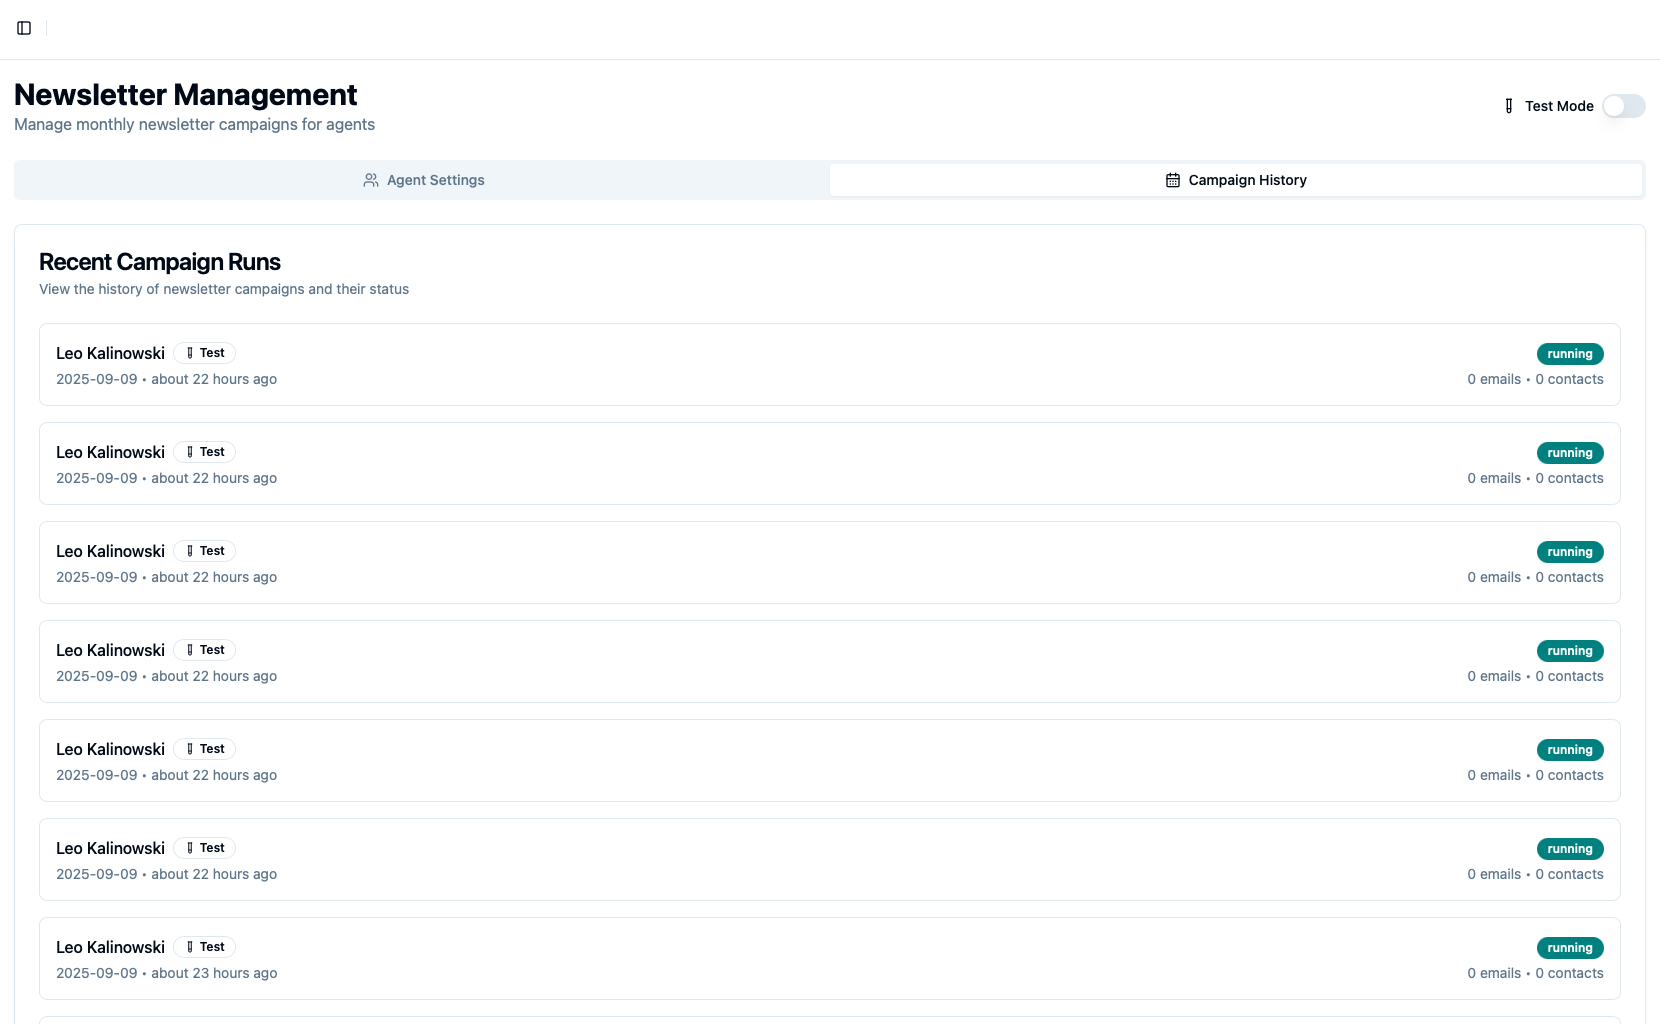 Newsletter Management
Manage monthly newsletter campaigns for agents
Test Mode
Agent Settings
Campaign History
Recent Campaign Runs
View the history of newsletter campaigns and their status
Leo Kalinowski Test running
2025-09-09 • about 22 hours ago 0 emails • 0 contacts
Leo Kalinowski Test running
2025-09-09 • about 22 hours ago 0 emails • 0 contacts
Leo Kalinowski Test running
2025-09-09 • about 22 hours ago 0 emails • 0 contacts
Leo Kalinowski Test running
2025-09-09 • about 22 hours ago 0 emails • 0 contacts
Leo Kalinowski Test running
2025-09-09 • about 22 hours ago 0 emails • 0 contacts
Leo Kalinowski Test running
2025-09-09 • about 22 hours ago 0 emails • 0 contacts
Leo Kalinowski Test running
2025-09-09 • about 23 hours ago 0 emails • 0 contacts